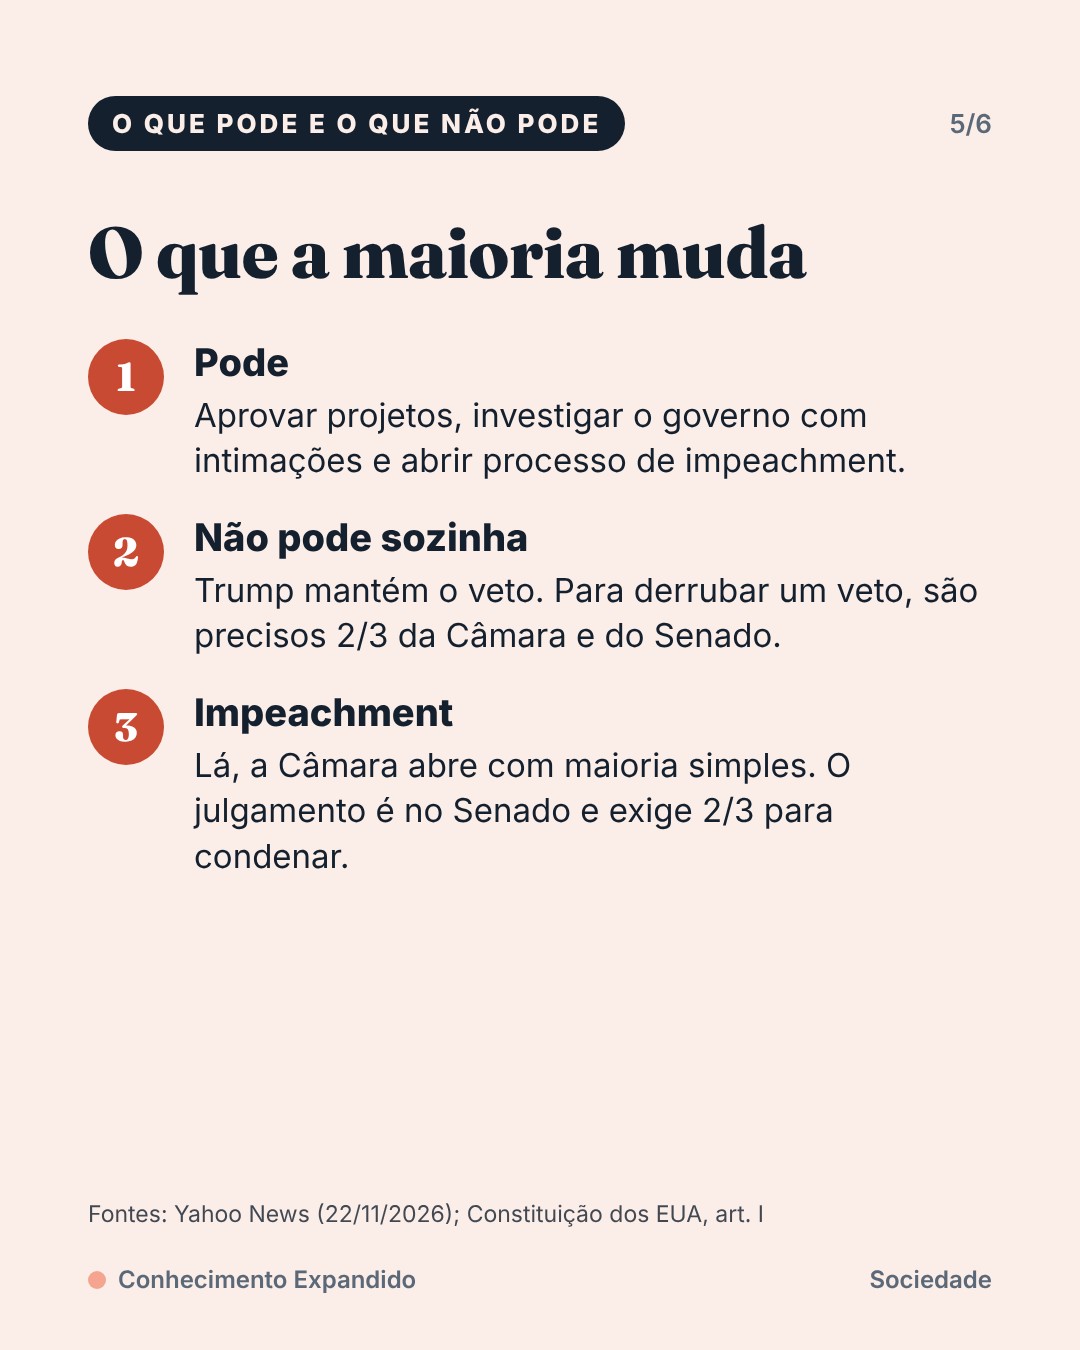 O QUE PODE E O QUE NÃO PODE
5/6
O que a maioria muda
1
Pode
Aprovar projetos, investigar o governo com
intimações e abrir processo de impeachment.
2
Não pode sozinha
Trump mantém o veto. Para derrubar um veto, são
precisos 2/3 da Câmara e do Senado.
3
Impeachment
Lá, a Câmara abre com maioria simples. O
julgamento é no Senado e exige 2/3 para
condenar.
Fontes: Yahoo News (22/11/2026); Constituição dos EUA, art. I
Conhecimento Expandido
Sociedade